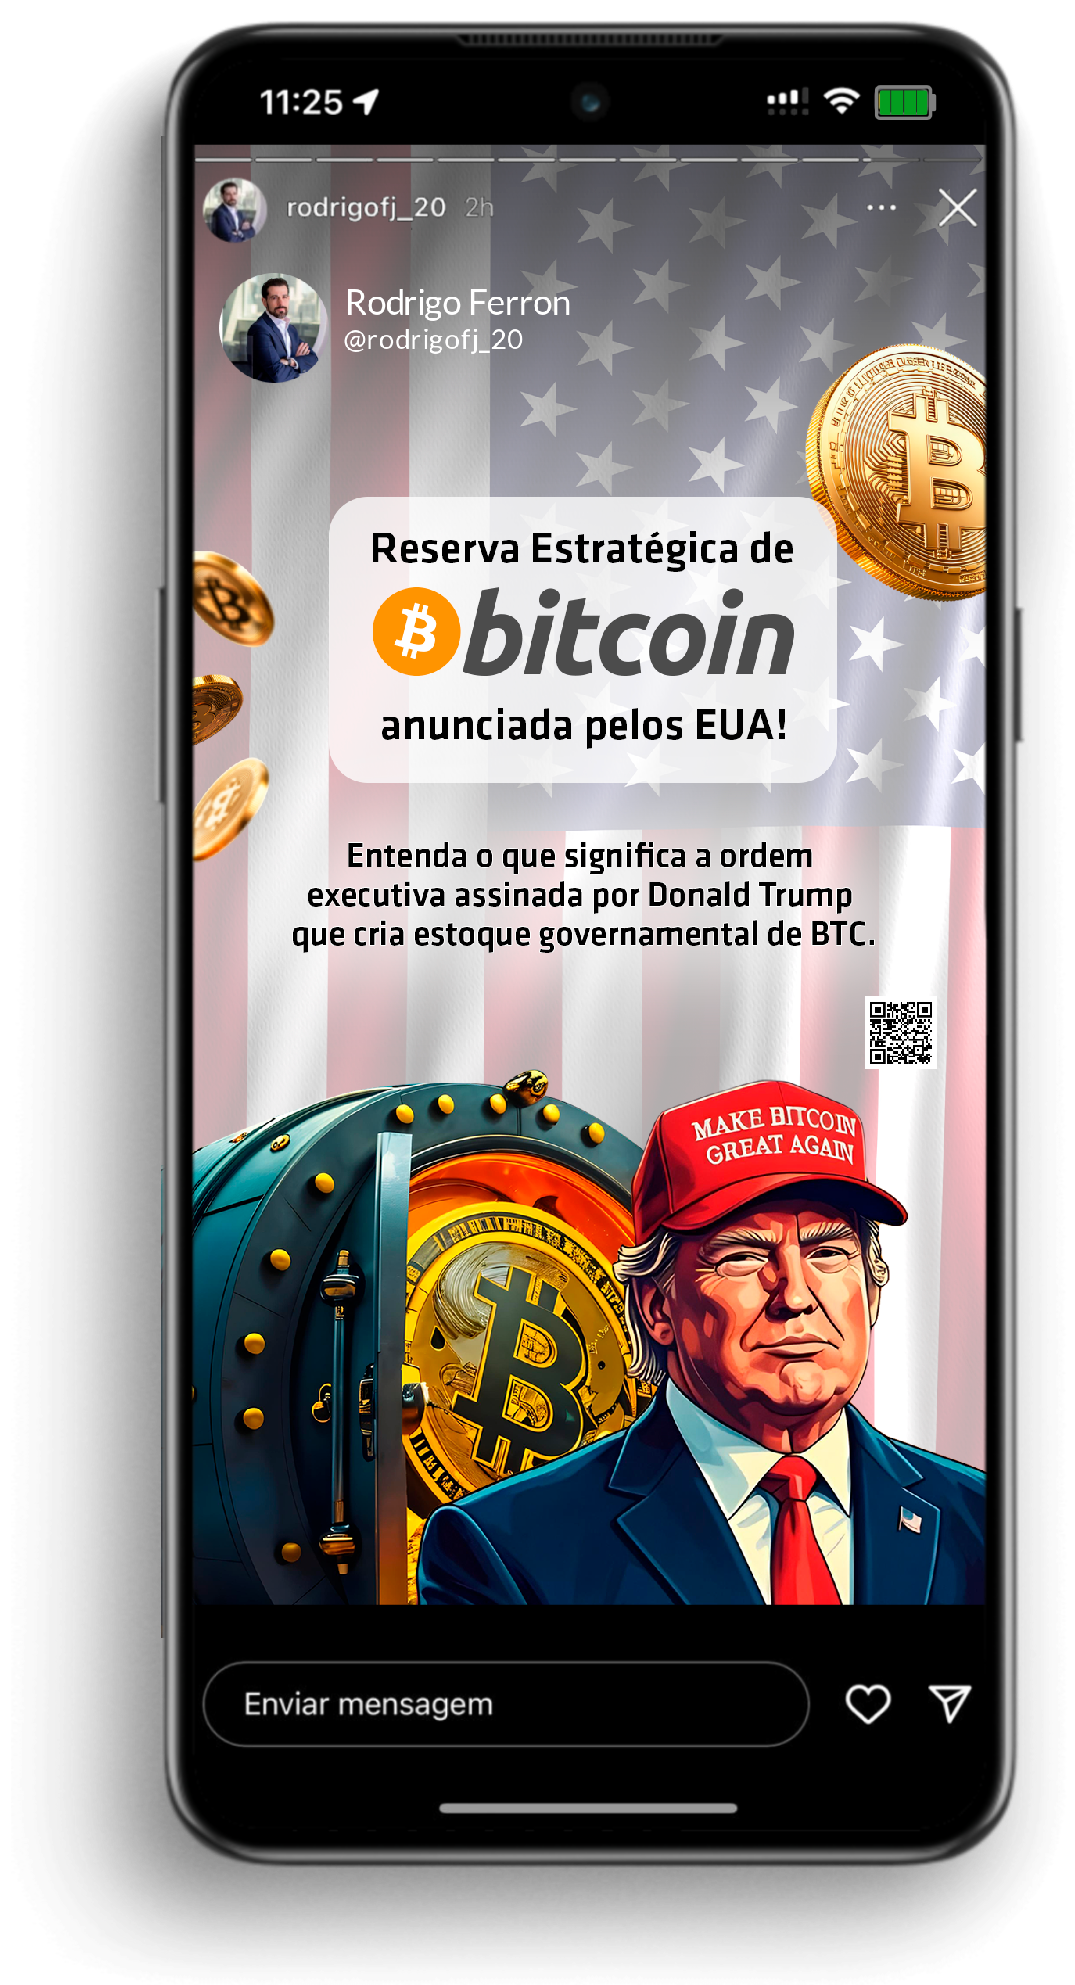 11:25
rodrigofj_20 2h
Rodrigo Ferron
@rodrigofj_20
Reserva Estratégica de
bitcoin
anunciada pelos EUA!
Entenda o que significa a ordem
executiva assinada por Donald Trump
que cria estoque governamental de BTC.
MAKE BITCOIN
GREAT AGAIN
Enviar mensagem